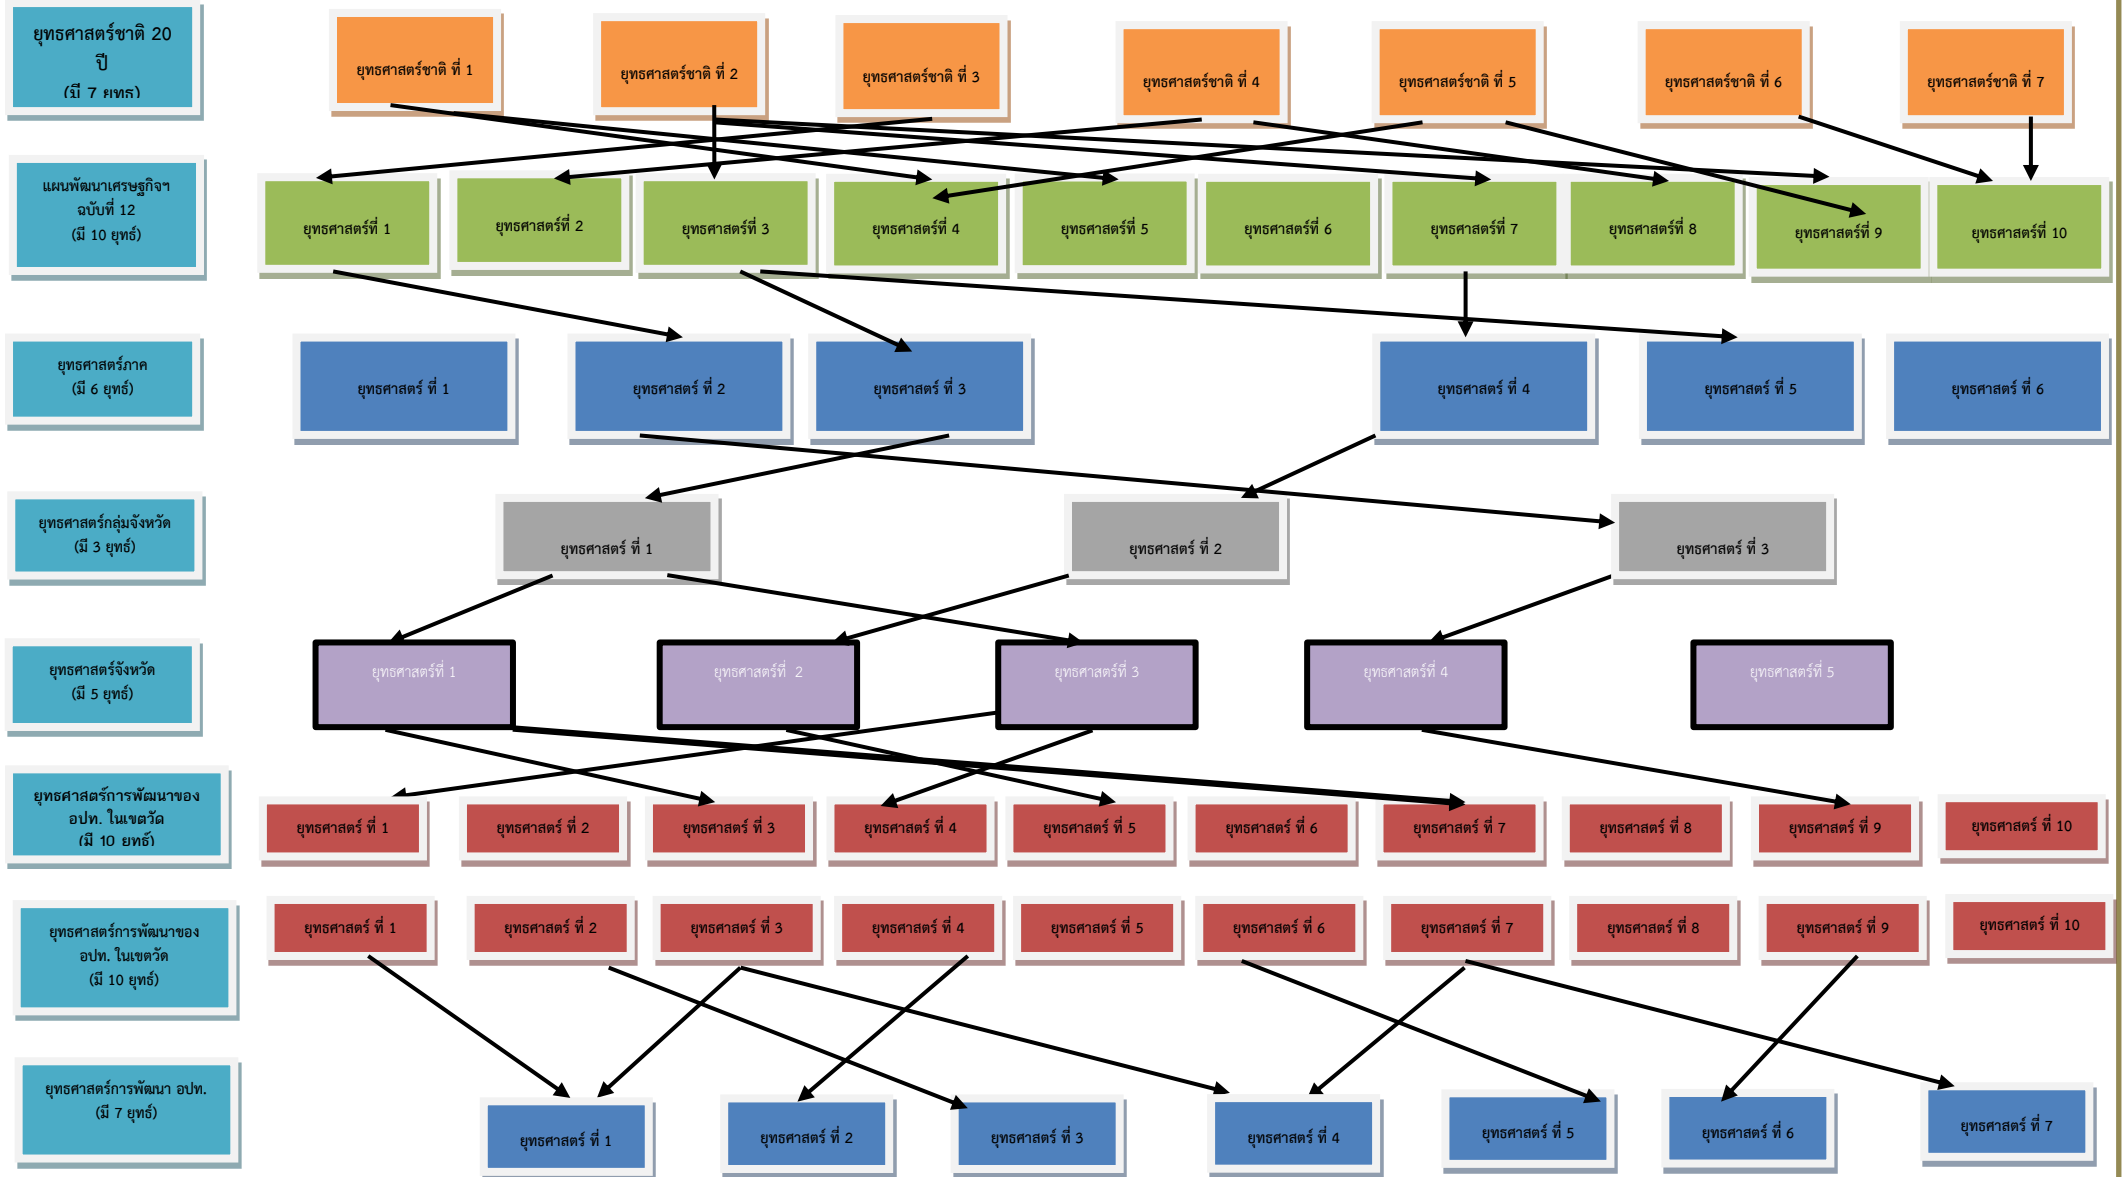 ยุทธศาสตร์ชาติ 20
ปี
(มี 7 ยุทธ)
ยุทธศาสตร์ชาติ ที่ 1
ยุทธศาสตร์ชาติ ที่ 2
ยุทธศาสตร์ชาติ ที่ 3
ยุทธศาสตร์ชาติ ที่ 4
ยุทธศาสตร์ชาติ ที่ 5
ยุทธศาสตร์ชาติ ที่ 6
ยุทธศาสตร์ชาติ ที่ 7
แผนพัฒนาเศรษฐกิจฯ
ฉบับที่ 12
(มี 10 ยุทธ์)
ยุทธศาสตร์ที่ 1
ยุทธศาสตร์ที่ 2
ยุทธศาสตร์ที่ 3
ยุทธศาสตร์ที่ 4
ยุทธศาสตร์ที่ 5
ยุทธศาสตร์ที่ 6
ยุทธศาสตร์ที่ 7
ยุทธศาสตร์ที่ 8
ยุทธศาสตร์ที่ 9
ยุทธศาสตร์ที่ 10
ยุทธศาสตร์ภาค
(มี 6 ยุทธ์)
ยุทธศาสตร์ ที่ 1
ยุทธศาสตร์ ที่ 2
ยุทธศาสตร์ ที่ 3
ยุทธศาสตร์ ที่ 4
ยุทธศาสตร์ ที่ 5
ยุทธศาสตร์ ที่ 6
ยุทธศาสตร์กลุ่มจังหวัด
(มี 3 ยุทธ์)
ยุทธศาสตร์ ที่ 1
ยุทธศาสตร์ ที่ 2
ยุทธศาสตร์ ที่ 3
ยุทธศาสตร์จังหวัด
(มี 5 ยุทธ์)
ยุทธศาสตร์ที่ 1
ยุทธศาสตร์ที่ 2
ยุทธศาสตร์ที่ 3
ยุทธศาสตร์ที่ 4
ยุทธศาสตร์ที่ 5
ยุทธศาสตร์การพัฒนาของ
อปท. ในเขตวัด
(มี 10 ยุทธ์)
ยุทธศาสตร์ ที่ 1
ยุทธศาสตร์ ที่ 2
ยุทธศาสตร์ ที่ 3
ยุทธศาสตร์ ที่ 4
ยุทธศาสตร์ ที่ 5
ยุทธศาสตร์ ที่ 6
ยุทธศาสตร์ ที่ 7
ยุทธศาสตร์ ที่ 8
ยุทธศาสตร์ ที่ 9
ยุทธศาสตร์ ที่ 10
ยุทธศาสตร์การพัฒนาของ
อปท. ในเขตวัด
(มี 10 ยุทธ์)
ยุทธศาสตร์ ที่ 1
ยุทธศาสตร์ ที่ 2
ยุทธศาสตร์ ที่ 3
ยุทธศาสตร์ ที่ 4
ยุทธศาสตร์ ที่ 5
ยุทธศาสตร์ ที่ 6
ยุทธศาสตร์ ที่ 7
ยุทธศาสตร์ ที่ 8
ยุทธศาสตร์ ที่ 9
ยุทธศาสตร์ ที่ 10
ยุทธศาสตร์การพัฒนา อปท.
(มี 7 ยุทธ์)
ยุทธศาสตร์ ที่ 1
ยุทธศาสตร์ ที่ 2
ยุทธศาสตร์ ที่ 3
ยุทธศาสตร์ ที่ 4
ยุทธศาสตร์ ที่ 5
ยุทธศาสตร์ ที่ 6
ยุทธศาสตร์ ที่ 7